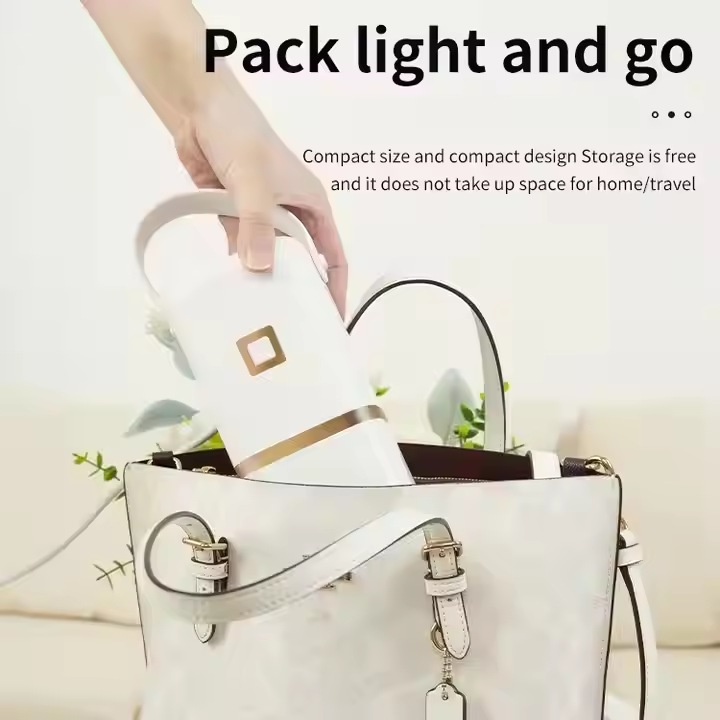 Pack light and go
Compact size and compact design Storage is free
and it does not take up space for home/travel